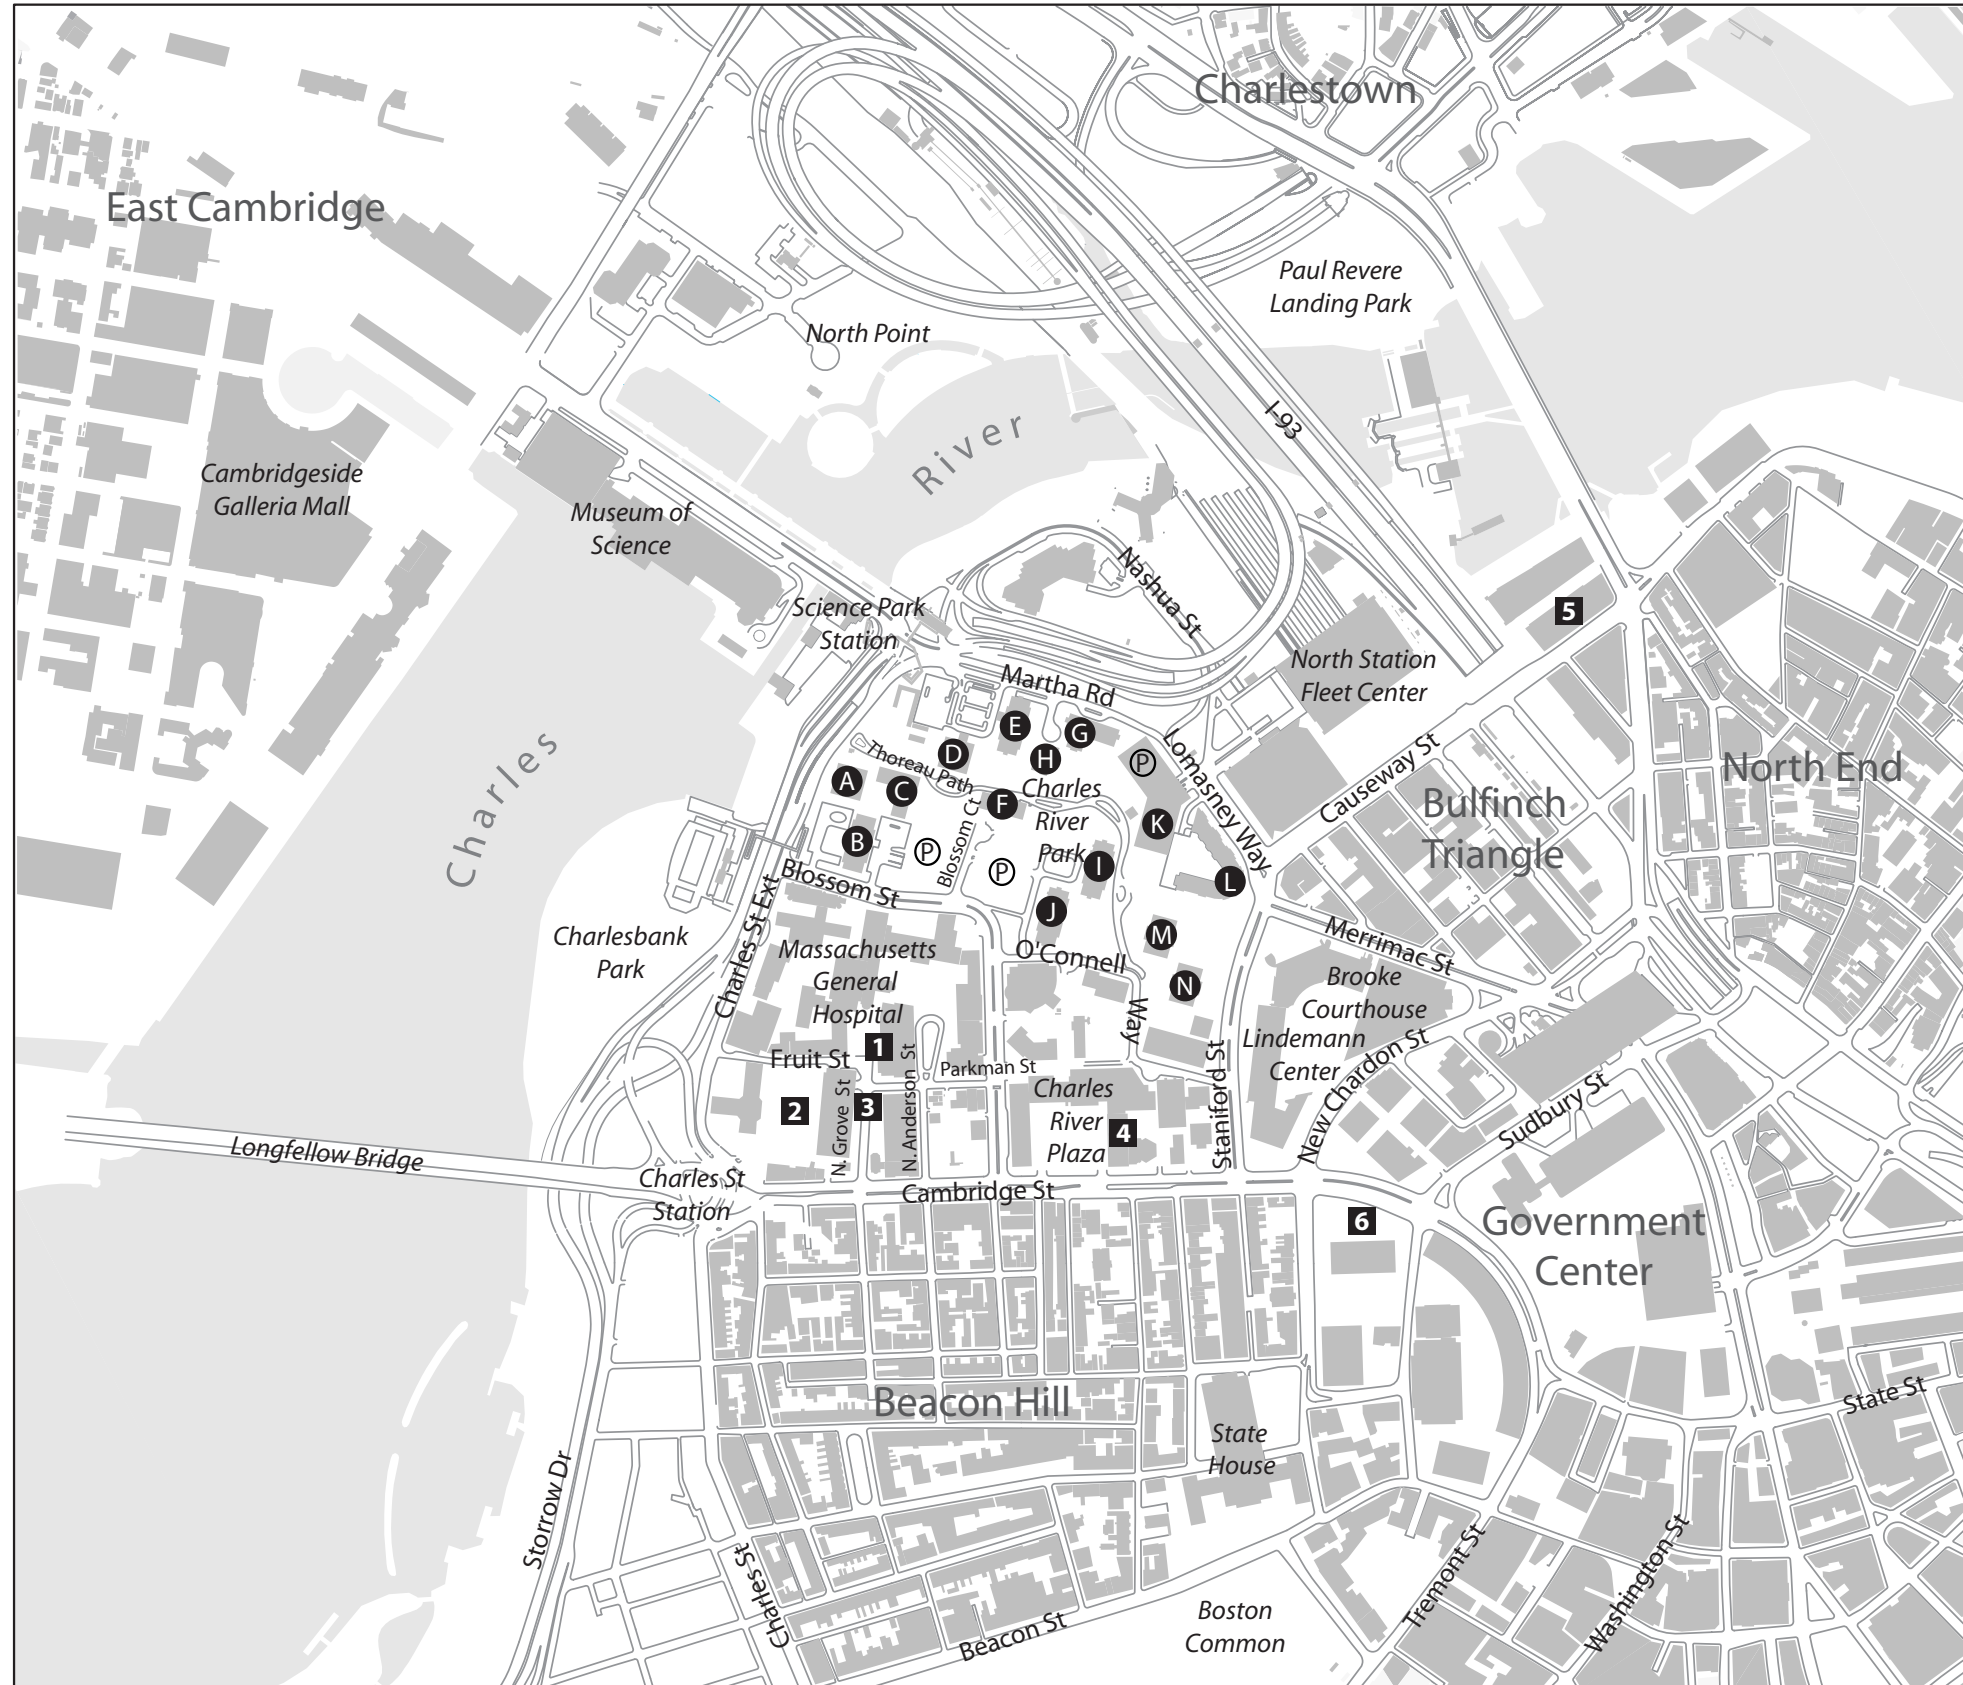 Charlestown
East Cambridge
Paul Revere
Landing Park
North Point
I-93
River
Cambridgeside
Galleria Mall
Museum of
Science
Nashua St
Science Park
Station
5
North Station
Fleet Center
Martha Rd
E
G
D
H
P
Lomasney Way
Causeway St
North End
Thoreau Path
A
C
F
Charles
River
Park
Bulfinch
Triangle
Charles
K
B
P
Blossom Ct
P
I
L
Blossom St
J
Charles St Ext
M
Merrimac St
Charlesbank
Park
Massachusetts
General
Hospital
O'Connell
Way
N
Brooke
Courthouse
Lindemann
Center
1
Fruit St
Parkman St
New Chardon St
Sudbury St
2
3
N. Grove St
N. Anderson St
Charles
River
Plaza
4
Staniford St
Longfellow Bridge
Charles St
Station
Cambridge St
6
Government
Center
Beacon Hill
State St
State
House
Storrow Dr
Charles St
Tremont St
Washington St
Boston
Common
Beacon St